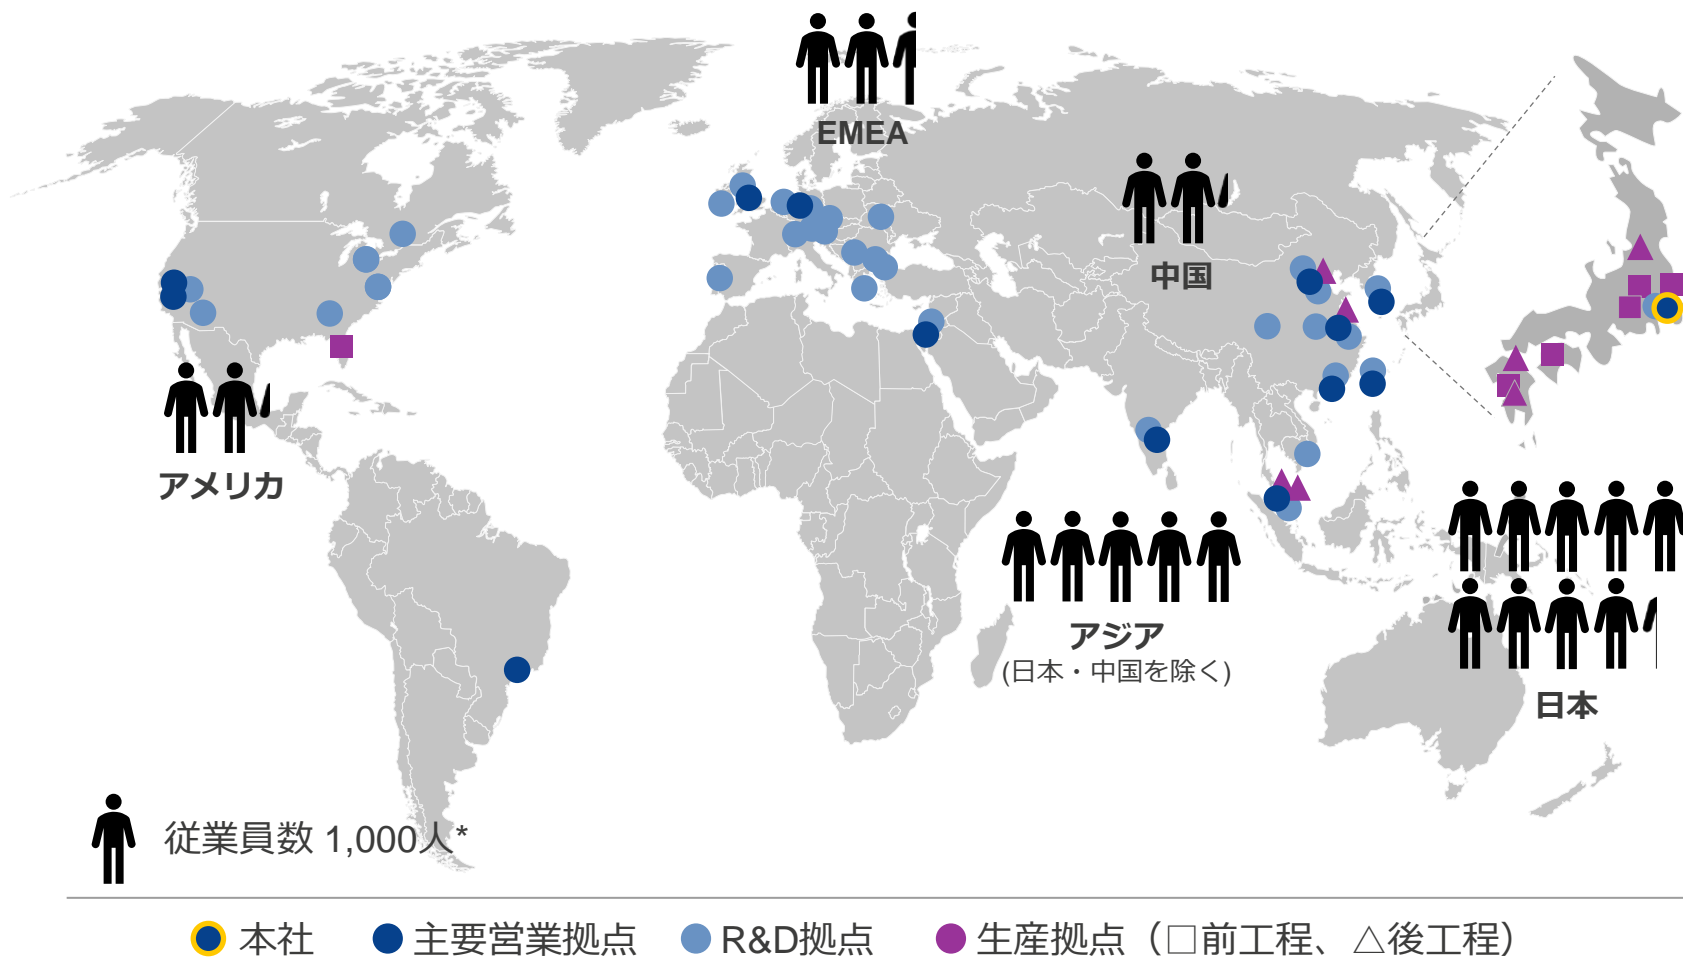 EMEA
中国
アメリカ
アジア
(日本・中国を除く)
日本
従業員数 1,000人*
本社
主要営業拠点
R&D拠点
生産拠点（□前工程、△後工程）